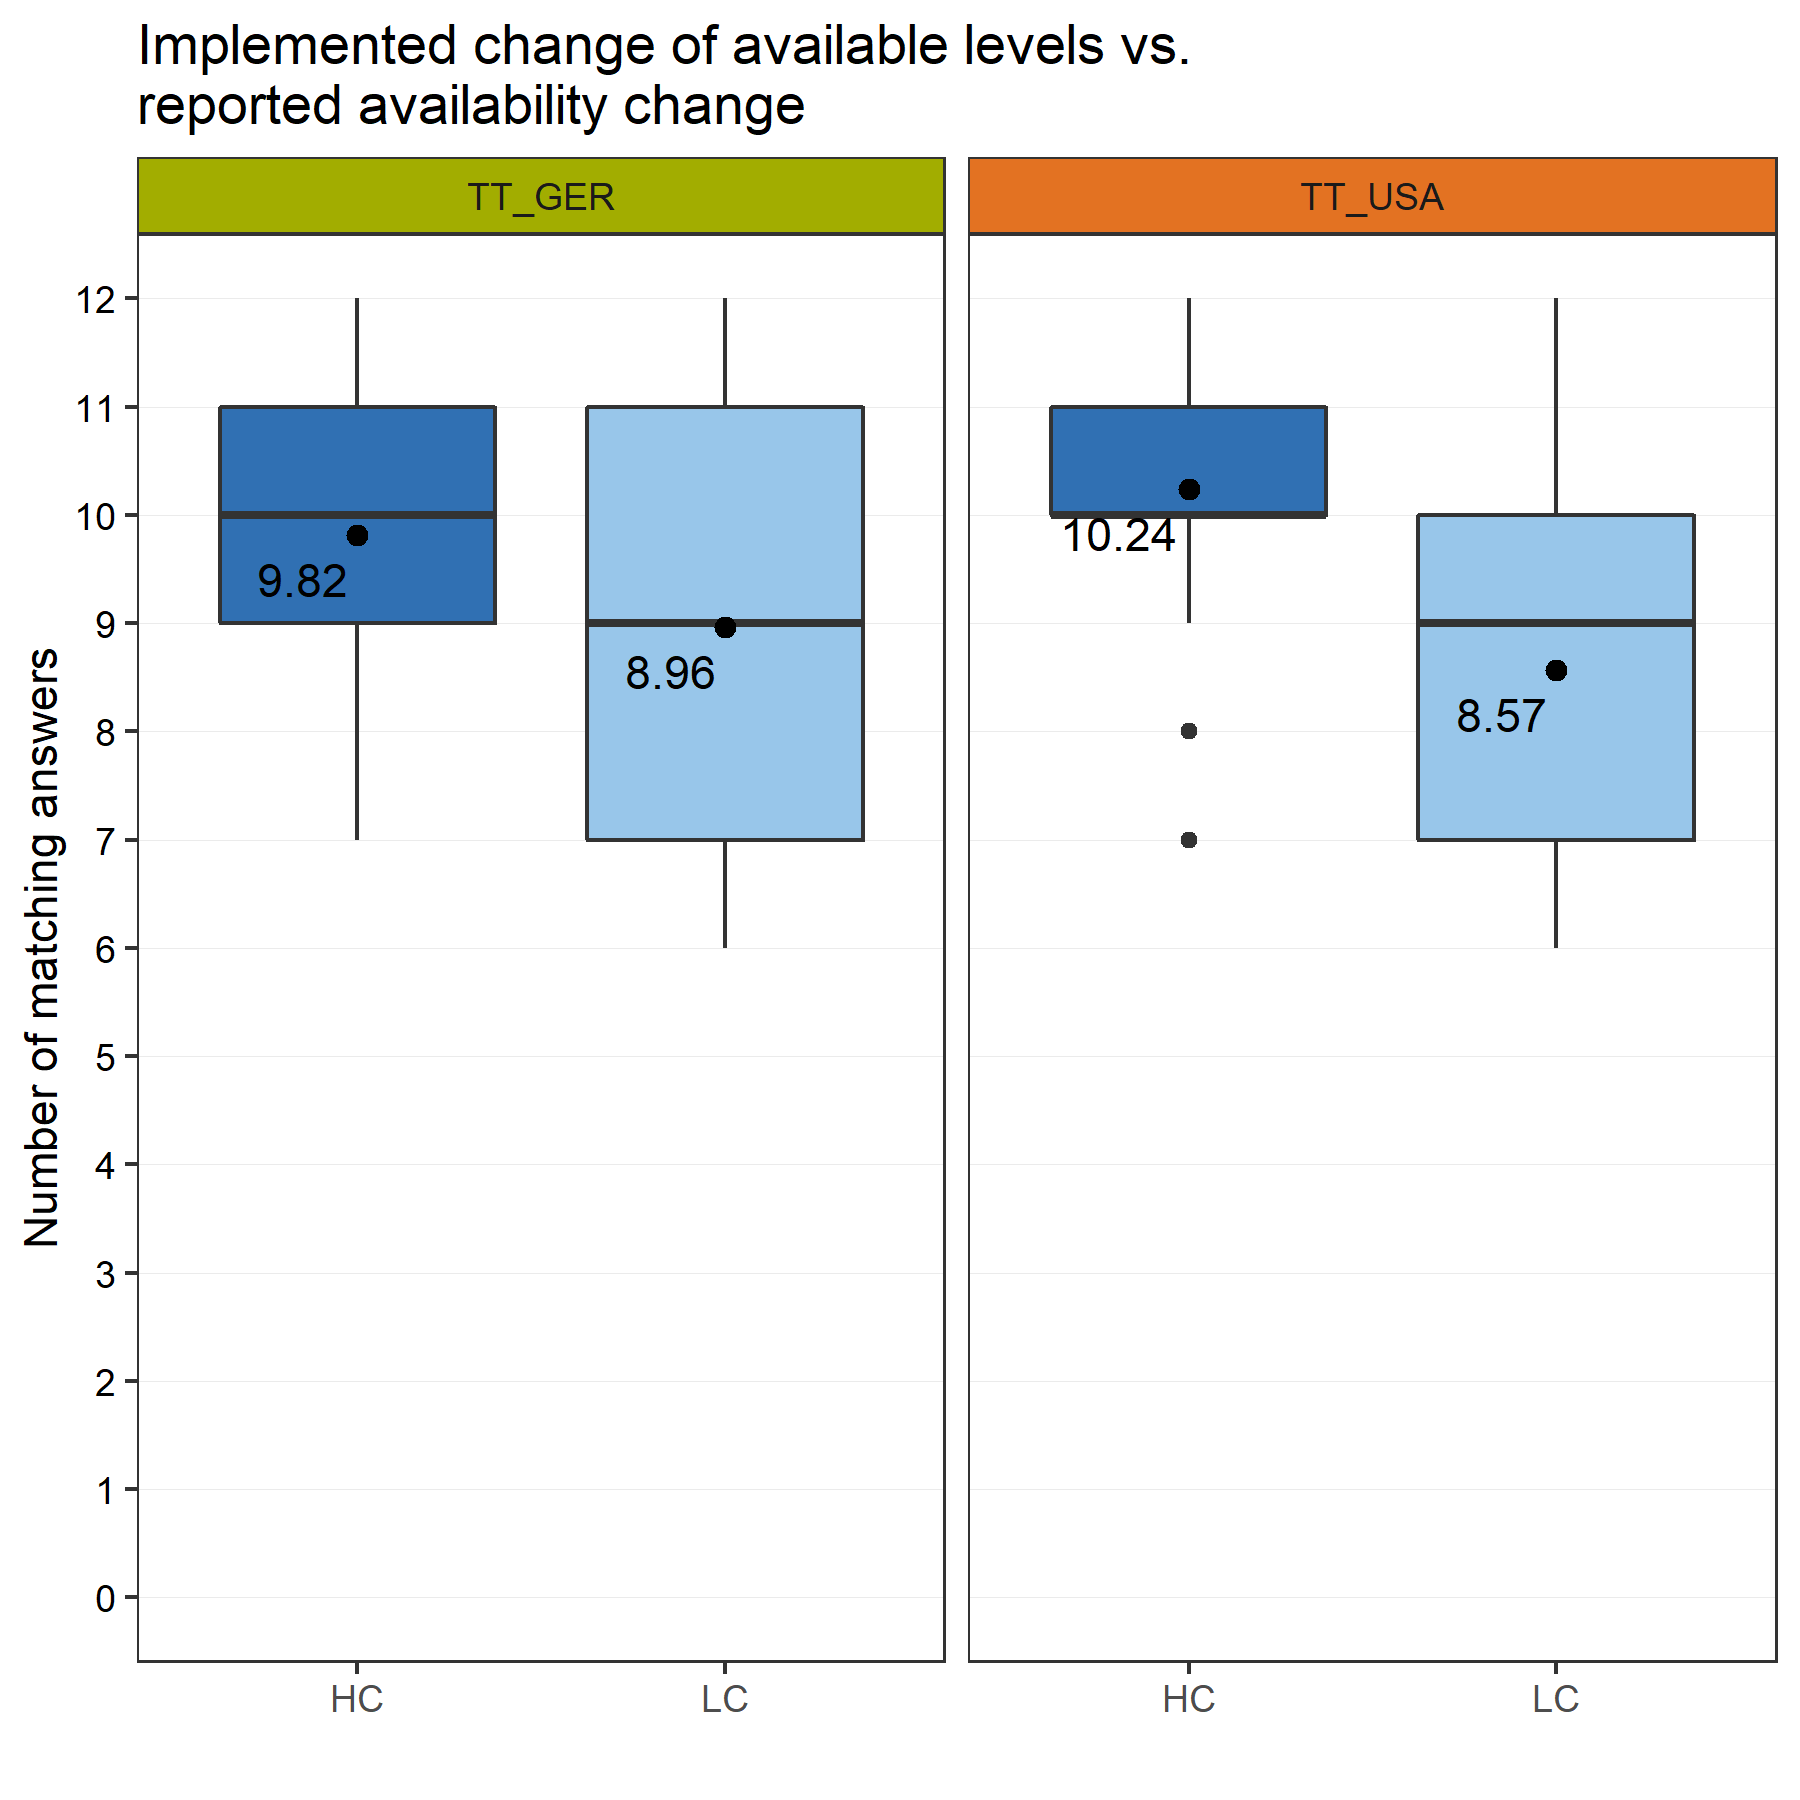 Implemented change of available levels vs.
reported availability change
TT_GER
TT_USA
Number of matching answers
12
11
10
9
8
7
6
5
4
3
2
1
0
9.82
8.96
10.24
8.57
HC
LC
HC
LC